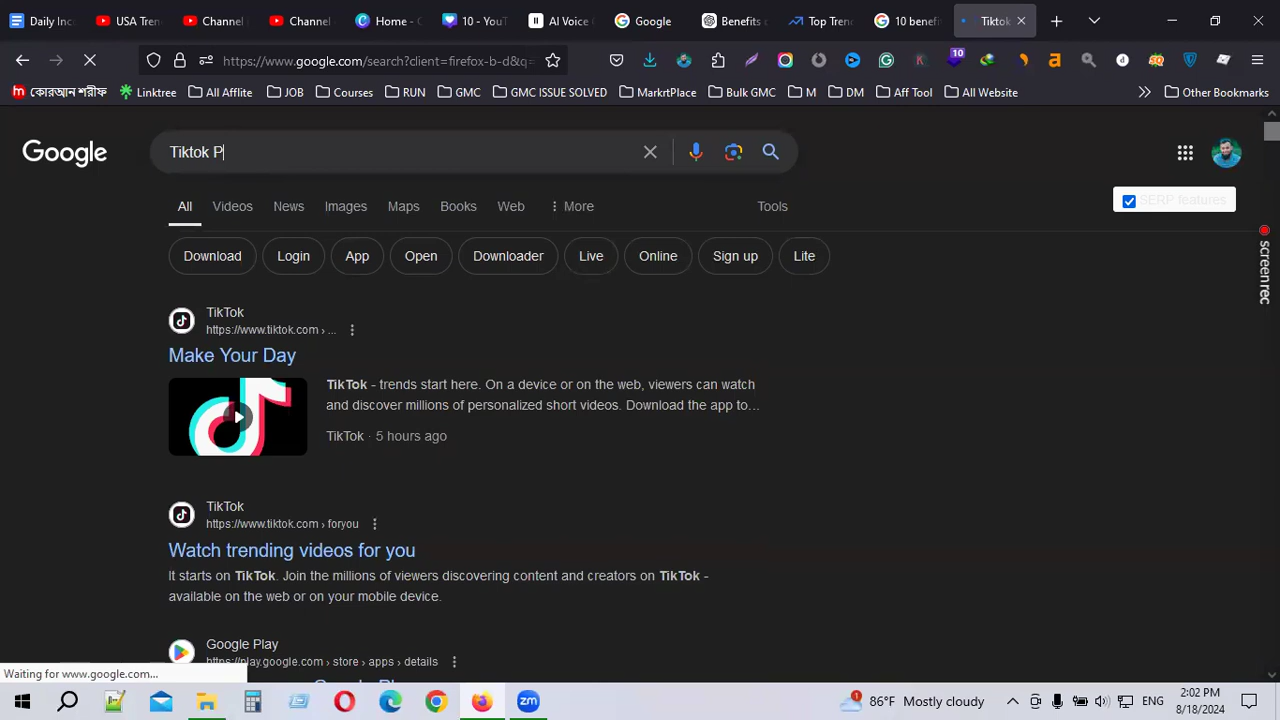 Daily Inc
USA Tren
Channel
Channel
Home - C
10 - YouT
AI Voice
Google
Benefits o
Top Tren
10 benefi
Tiktok
https://www.google.com/search?client=firefox-b-d&q=
10
কোরআন শরীফ
Linktree
All Afflite
JOB
Courses
RUN
GMC
GMC ISSUE SOLVED
MarkrtPlace
Bulk GMC
M
DM
Aff Tool
All Website
Other Bookmarks
Google
Tiktok P
All
Videos
News
Images
Maps
Books
Web
More
Tools
SERP features
Download
Login
App
Open
Downloader
Live
Online
Sign up
Lite
screenrec
TikTok
https://www.tiktok.com › ...
Make Your Day
TikTok - trends start here. On a device or on the web, viewers can watch
and discover millions of personalized short videos. Download the app to...
TikTok · 5 hours ago
TikTok
https://www.tiktok.com › foryou
Watch trending videos for you
It starts on TikTok. Join the millions of viewers discovering content and creators on TikTok -
available on the web or on your mobile device.
Google Play
https://play.google.com › store › apps › details
Waiting for www.google.com...
zm
86°F Mostly cloudy
ENG
2:02 PM
8/18/2024